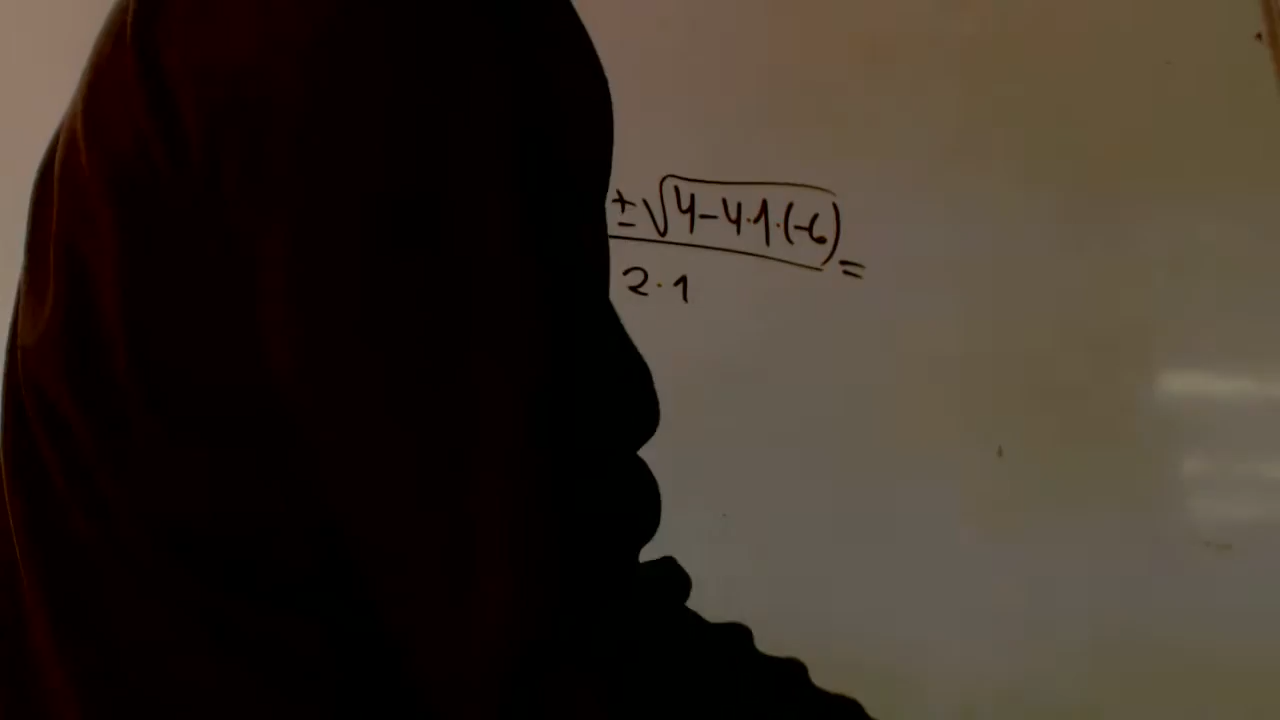 ± √4-4·1·(-6) =
2·1